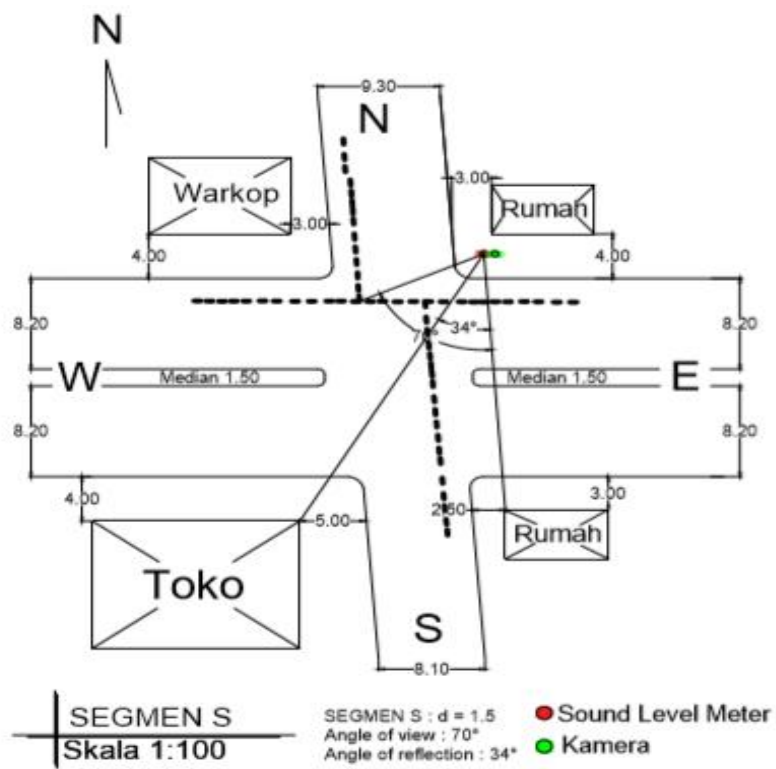 N
9.30
N
Warkop
3.00
Rumah
3.00
4.00
4.00
8.20
8.20
34°
W
Median 1.50
Median 1.50
E
8.20
8.20
4.00
3.00
5.00
2.50
Toko
Rumah
S
8.10
SEGMEN S
Skala 1:100
SEGMEN S : d = 1.5
Angle of view : 70°
Angle of reflection : 34°
Sound Level Meter
Kamera